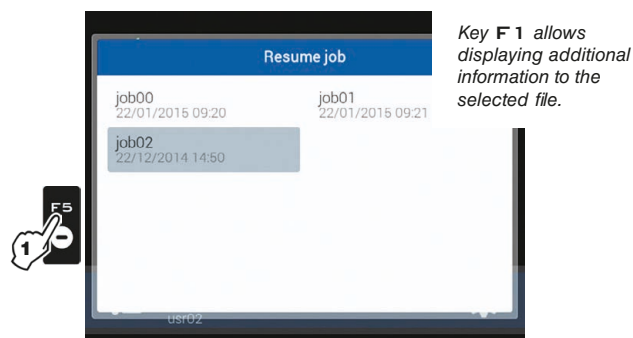 Key F1 allows
displaying additional
information to the
selected file.
Resume job
job00
22/01/2015 09:20
job01
22/01/2015 09:21
job02
22/12/2014 14:50
F5
1
usr02